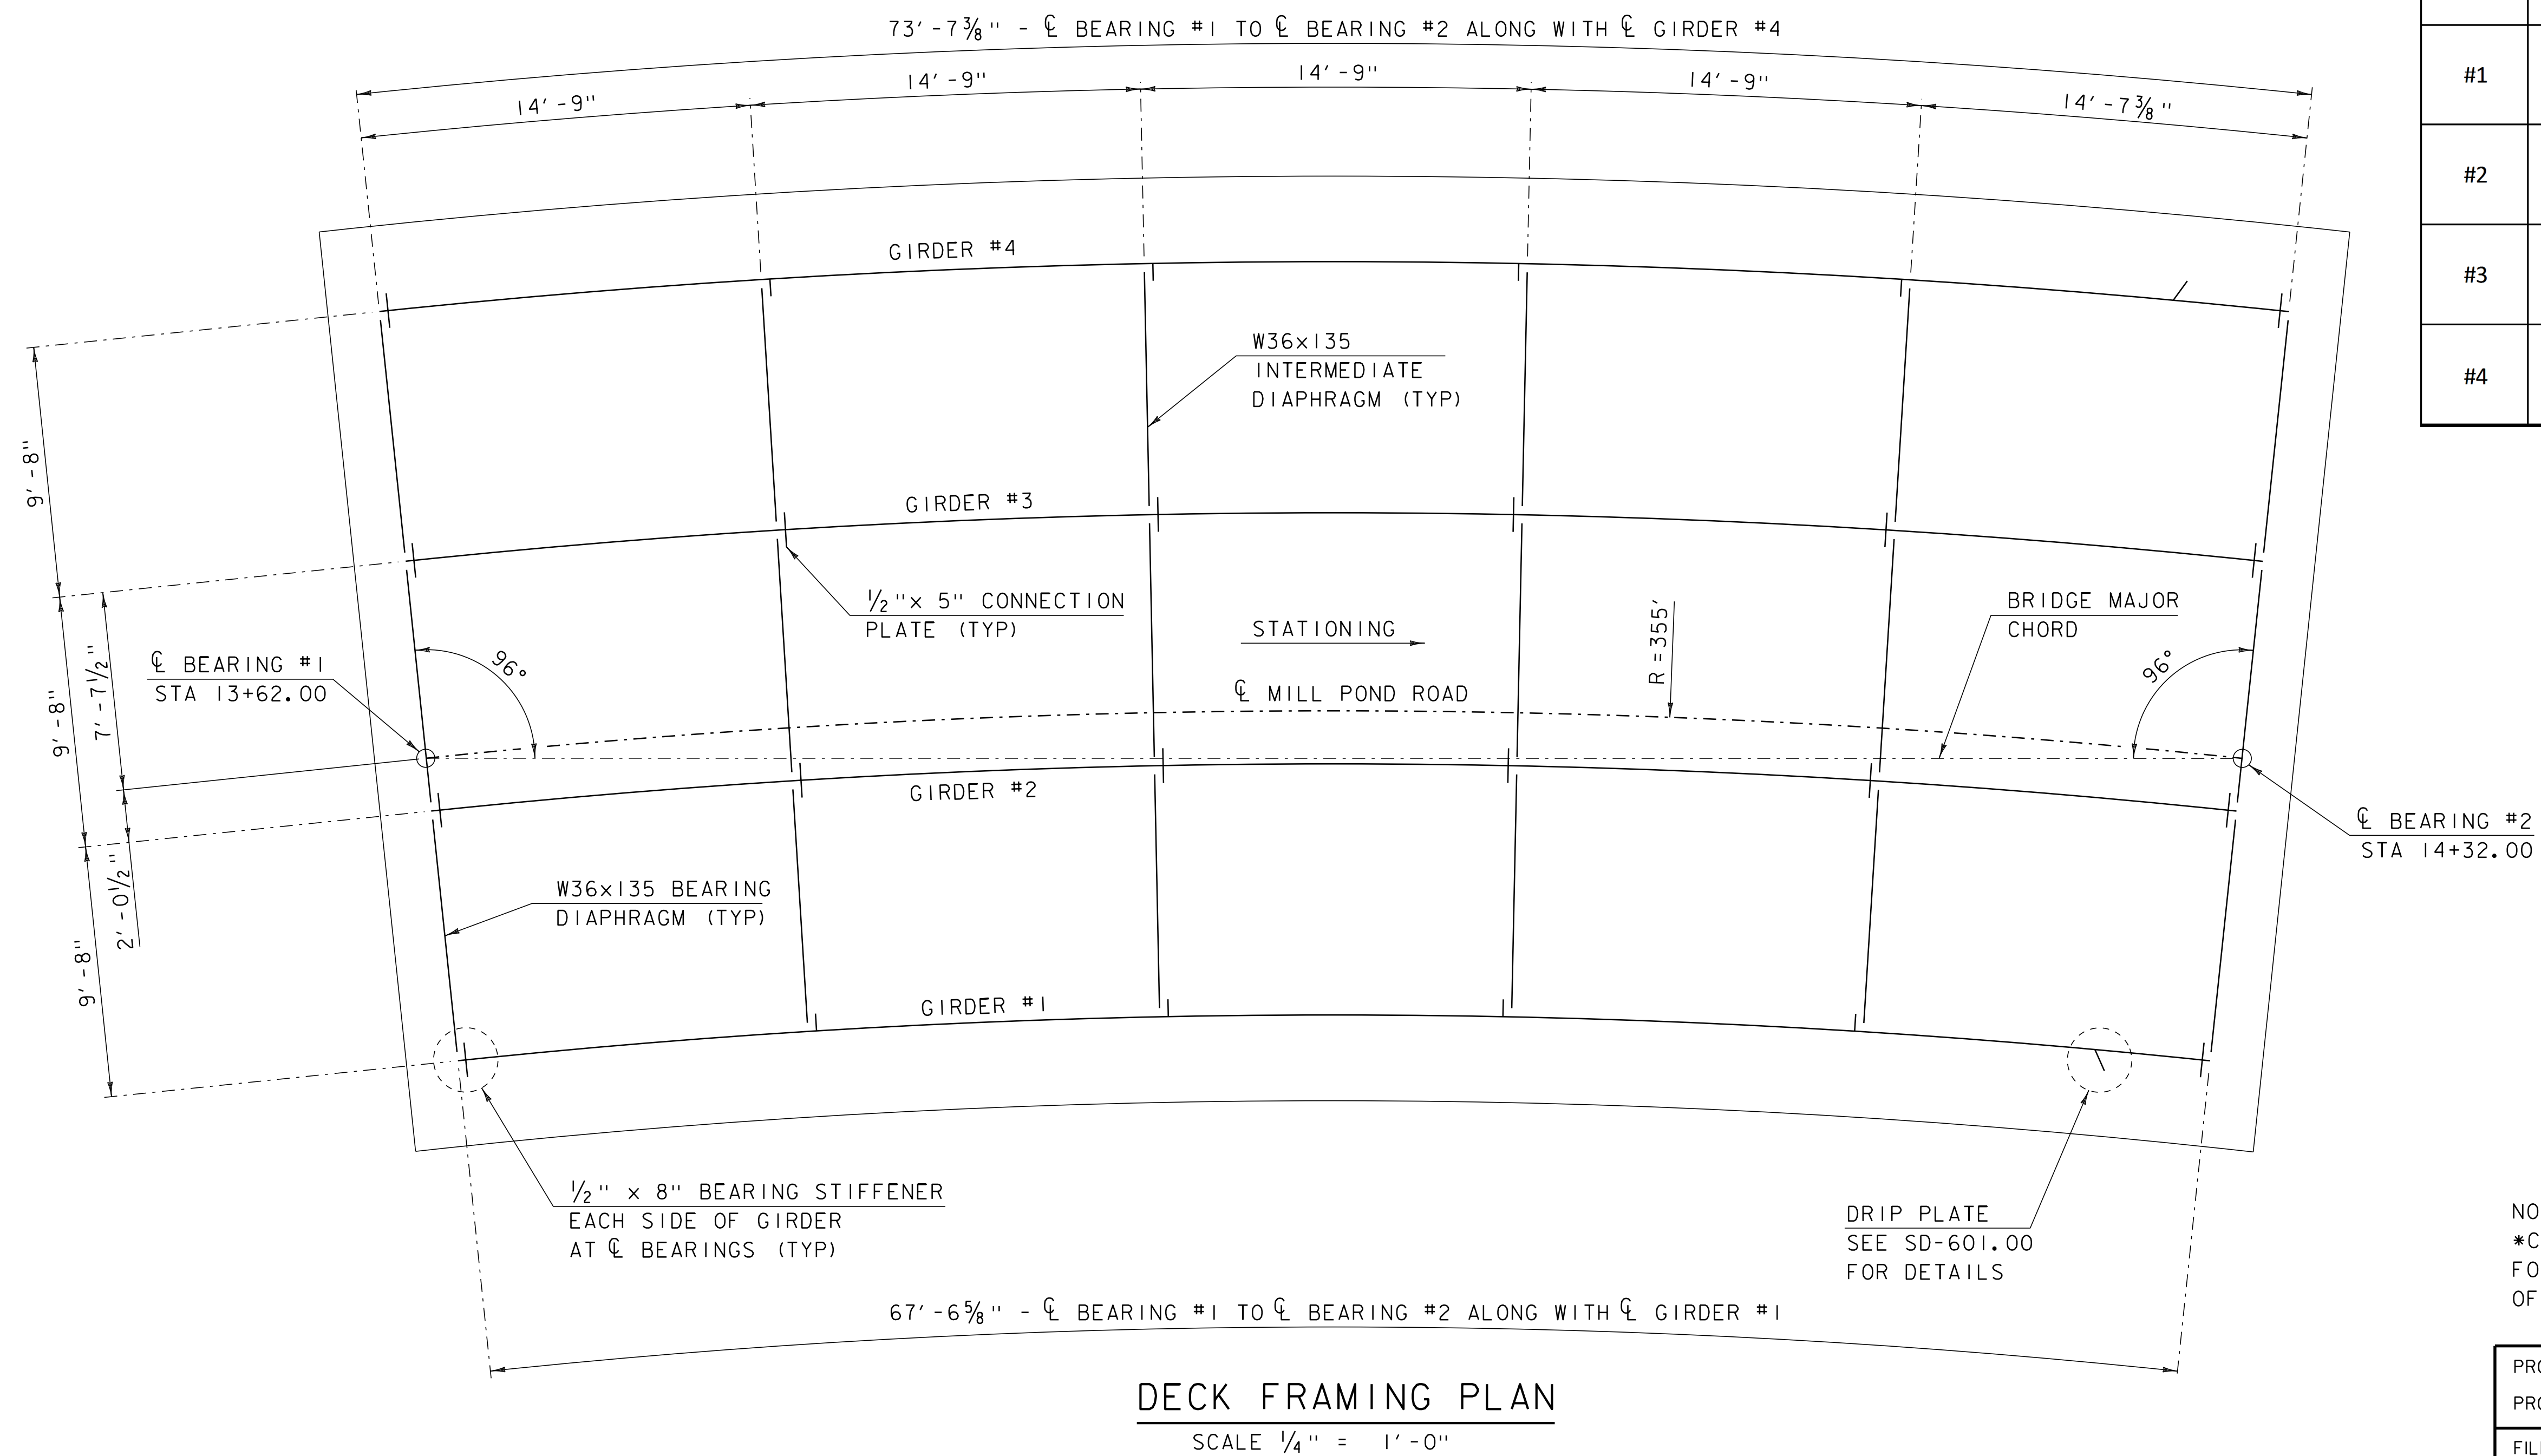 73'-7⅜" - ℄ BEARING #1 TO ℄ BEARING #2 ALONG WITH ℄ GIRDER #4
14'-9"
14'-9"
14'-9"
14'-9"
14'-7⅜"
#1
#2
#3
#4
GIRDER #4
W36x135
INTERMEDIATE
DIAPHRAGM (TYP)
9'-8"
GIRDER #3
½"x 5" CONNECTION
PLATE (TYP)
STATIONING
R=355'
BRIDGE MAJOR
CHORD
℄ BEARING #1
STA 13+62.00
96°
96°
9'-8"
7'-7½"
℄ MILL POND ROAD
GIRDER #2
℄ BEARING #2
STA 14+32.00
W36x135 BEARING
DIAPHRAGM (TYP)
2'-0½"
9'-8"
GIRDER #1
½" x 8" BEARING STIFFENER
EACH SIDE OF GIRDER
AT ℄ BEARINGS (TYP)
DRIP PLATE
SEE SD-601.00
FOR DETAILS
67'-6⅝" - ℄ BEARING #1 TO ℄ BEARING #2 ALONG WITH ℄ GIRDER #1
DECK FRAMING PLAN
SCALE ¼" = 1'-0"
OF